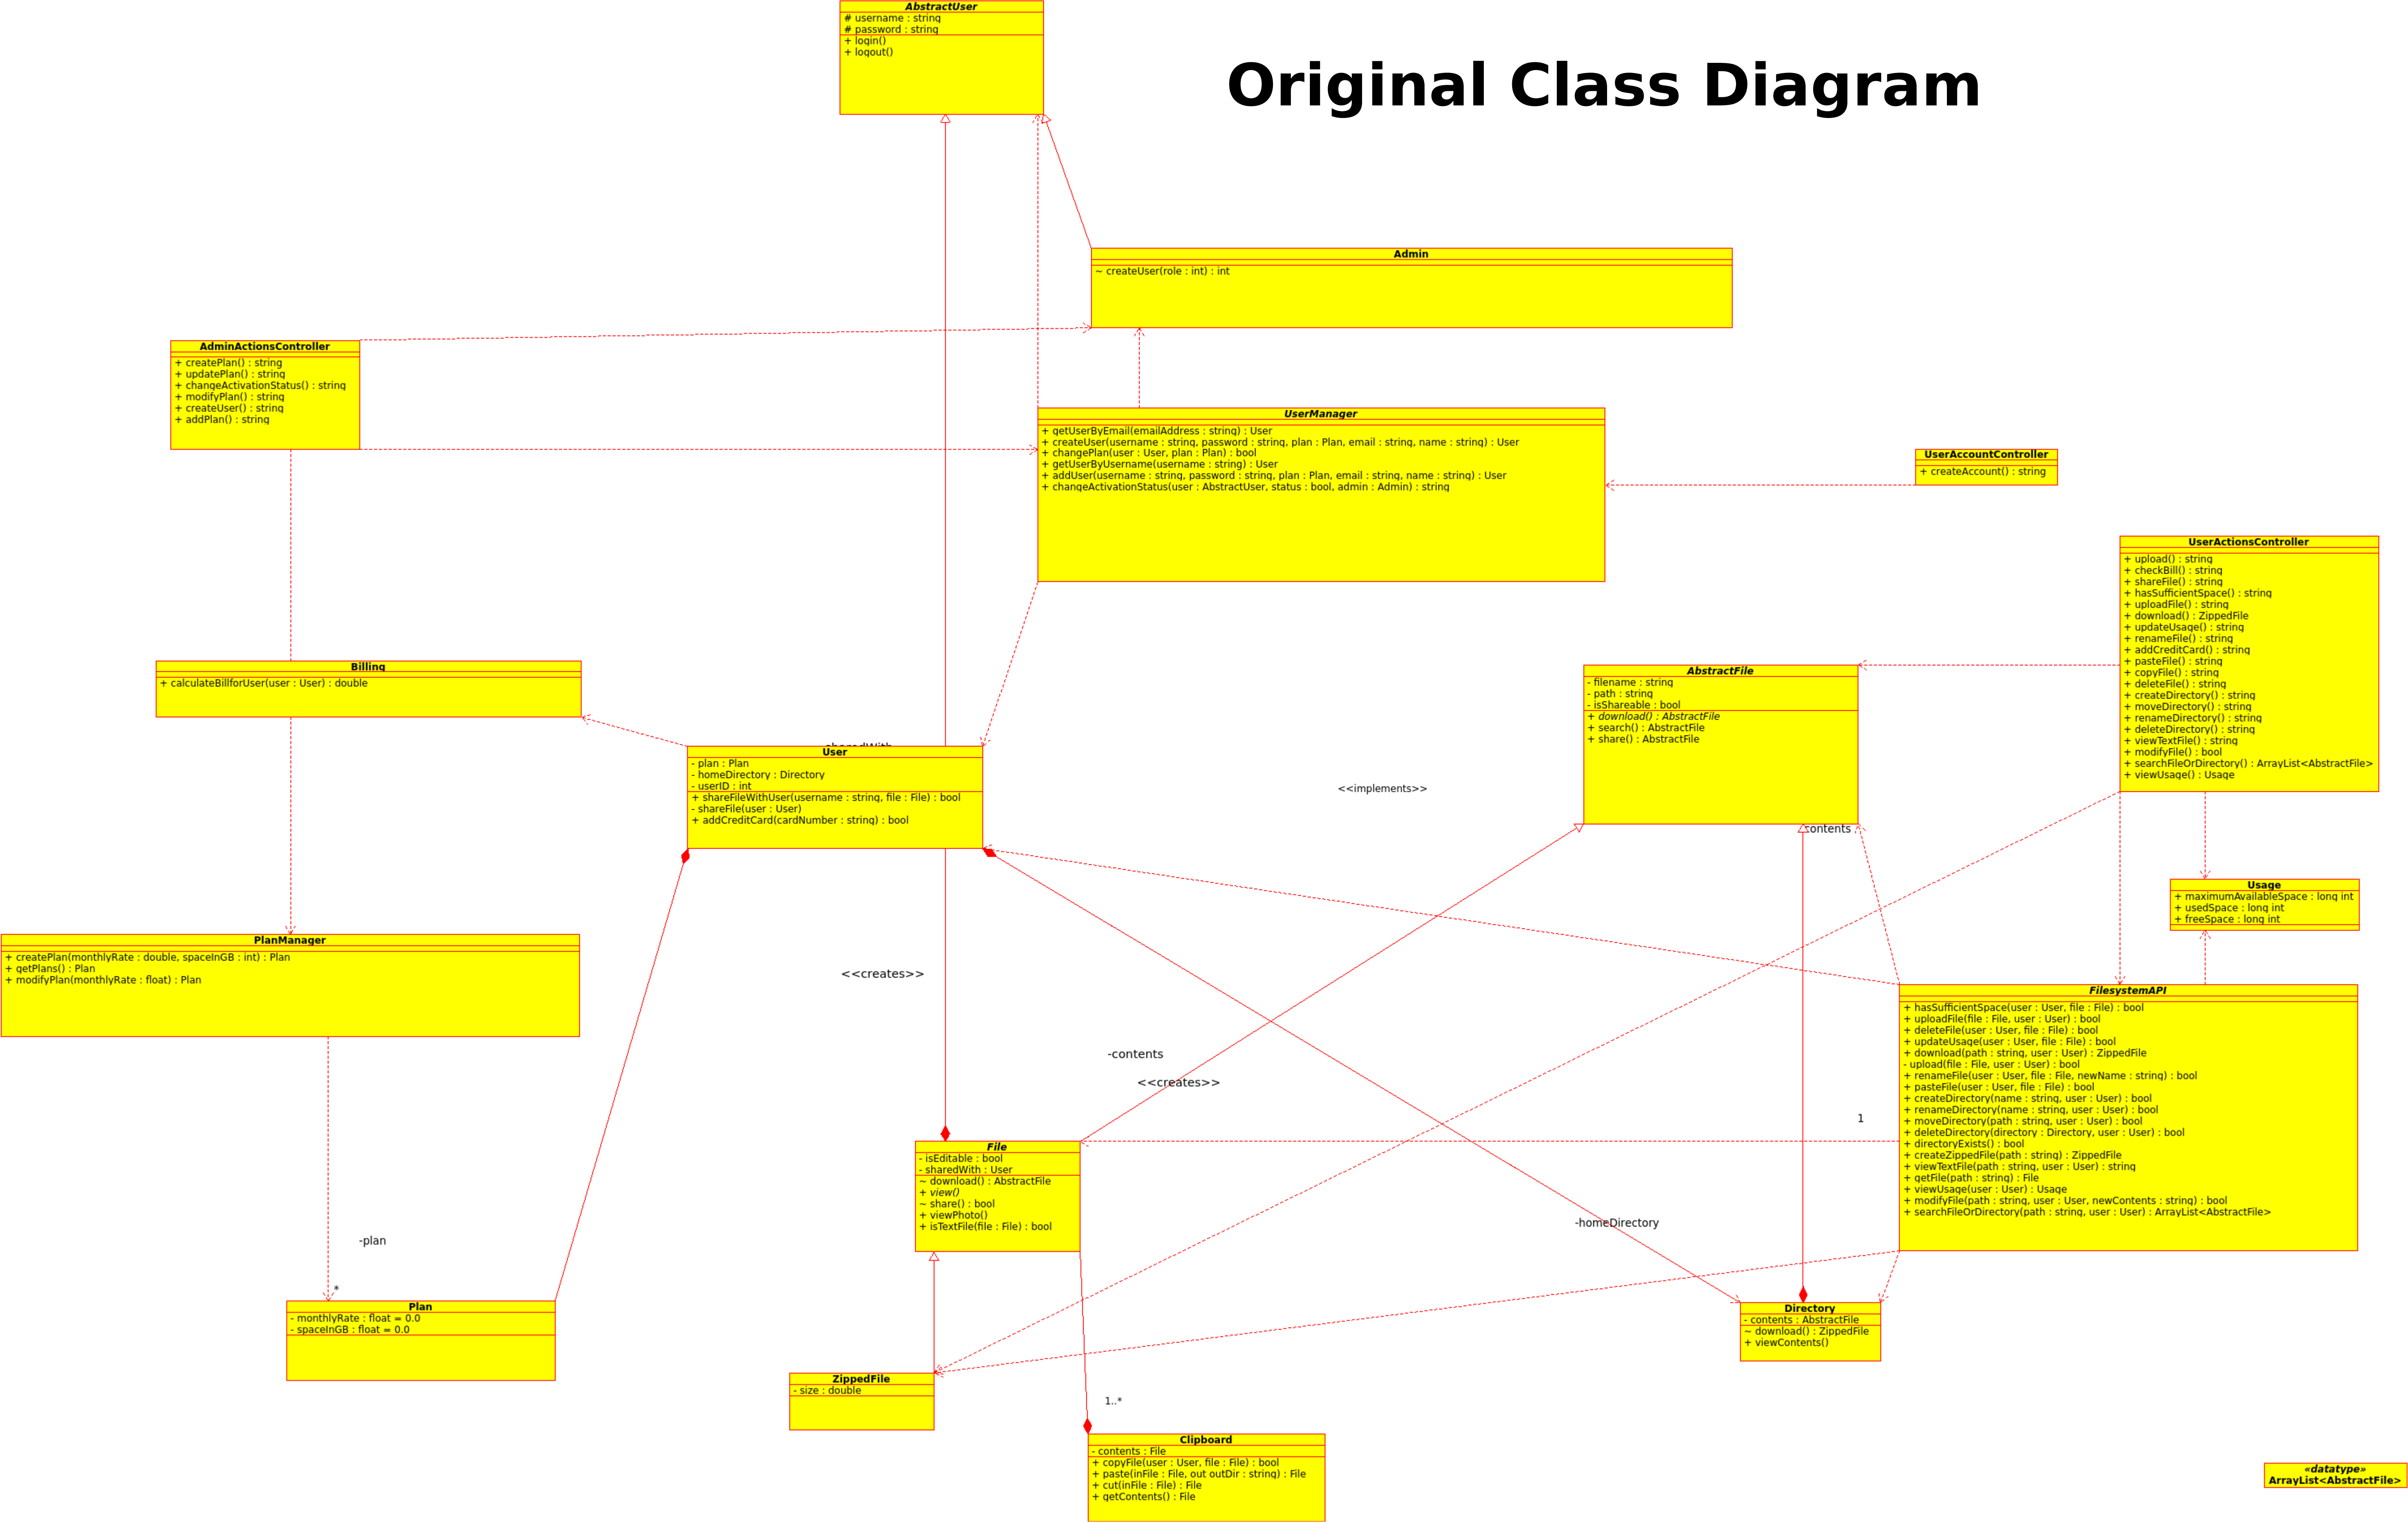 AbstractUser
# username : string
# password : string
+ login()
+ logout()
Original Class Diagram
Admin
~ createUser(role : int) : int
AdminActionsController
+ createPlan() : string
+ updatePlan() : string
+ changeActivationStatus() : string
+ modifyPlan() : string
+ createUser() : string
+ addPlan() : string
UserManager
+ getUserByEmail(emailAddress : string) : User
+ createUser(username : string, password : string, plan : Plan, email : string, name : string) : User
+ changePlan(user : User, plan : Plan) : bool
+ getUserByUsername(username : string) : User
+ addUser(username : string, password : string, plan : Plan, email : string, name : string) : User
+ changeActivationStatus(user : AbstractUser, status : bool, admin : Admin) : string
UserAccountController
+ createAccount() : string
UserActionsController
+ upload() : string
+ checkBill() : string
+ shareFile() : string
+ hasSufficientSpace() : string
+ uploadFile() : string
+ download() : ZippedFile
+ updateUsage() : string
+ renameFile() : string
+ addCreditCard() : string
+ pasteFile() : string
+ copyFile() : string
+ deleteFile() : string
+ createDirectory() : string
+ moveDirectory() : string
+ renameDirectory() : string
+ deleteDirectory() : string
+ viewTextFile() : string
+ modifyFile() : bool
+ searchFileOrDirectory() : ArrayList<AbstractFile>
+ viewUsage() : Usage
Billing
+ calculateBillforUser(user : User) : double
AbstractFile
- filename : string
- path : string
- isShareable : bool
+ download() : AbstractFile
+ search() : AbstractFile
+ share() : AbstractFile
sharedWith
User
- plan : Plan
- homeDirectory : Directory
- userID : int
+ shareFileWithUser(username : string, file : File) : bool
- shareFile(user : User)
+ addCreditCard(cardNumber : string) : bool
<<implements>>
contents
Usage
+ maximumAvailableSpace : long int
+ usedSpace : long int
+ freeSpace : long int
PlanManager
+ createPlan(monthlyRate : double, spaceInGB : int) : Plan
+ getPlans() : Plan
+ modifyPlan(monthlyRate : float) : Plan
<<creates>>
FilesystemAPI
+ hasSufficientSpace(user : User, file : File) : bool
+ uploadFile(file : File, user : User) : bool
+ deleteFile(user : User, file : File) : bool
+ updateUsage(user : User, file : File) : bool
+ download(path : string, user : User) : ZippedFile
- upload(file : File, user : User) : bool
+ renameFile(user : User, file : File, newName : string) : bool
+ pasteFile(user : User, file : File) : bool
+ createDirectory(name : string, user : User) : bool
+ renameDirectory(name : string, user : User) : bool
+ moveDirectory(path : string, user : User) : bool
+ deleteDirectory(directory : Directory, user : User) : bool
+ directoryExists() : bool
+ createZippedFile(path : string) : ZippedFile
+ viewTextFile(path : string, user : User) : string
+ getFile(path : string) : File
+ viewUsage(user : User) : Usage
+ modifyFile(path : string, user : User, newContents : string) : bool
+ searchFileOrDirectory(path : string, user : User) : ArrayList<AbstractFile>
-contents
<<creates>>
1
File
- isEditable : bool
- sharedWith : User
~ download() : AbstractFile
+ view()
~ share() : bool
+ viewPhoto()
+ isTextFile(file : File) : bool
-homeDirectory
-plan
*
Plan
- monthlyRate : float = 0.0
- spaceInGB : float = 0.0
Directory
- contents : AbstractFile
~ download() : ZippedFile
+ viewContents()
ZippedFile
- size : double
1..*
Clipboard
- contents : File
+ copyFile(user : User, file : File) : bool
+ paste(inFile : File, out outDir : string) : File
+ cut(inFile : File) : File
+ getContents() : File
«datatype»
ArrayList<AbstractFile>